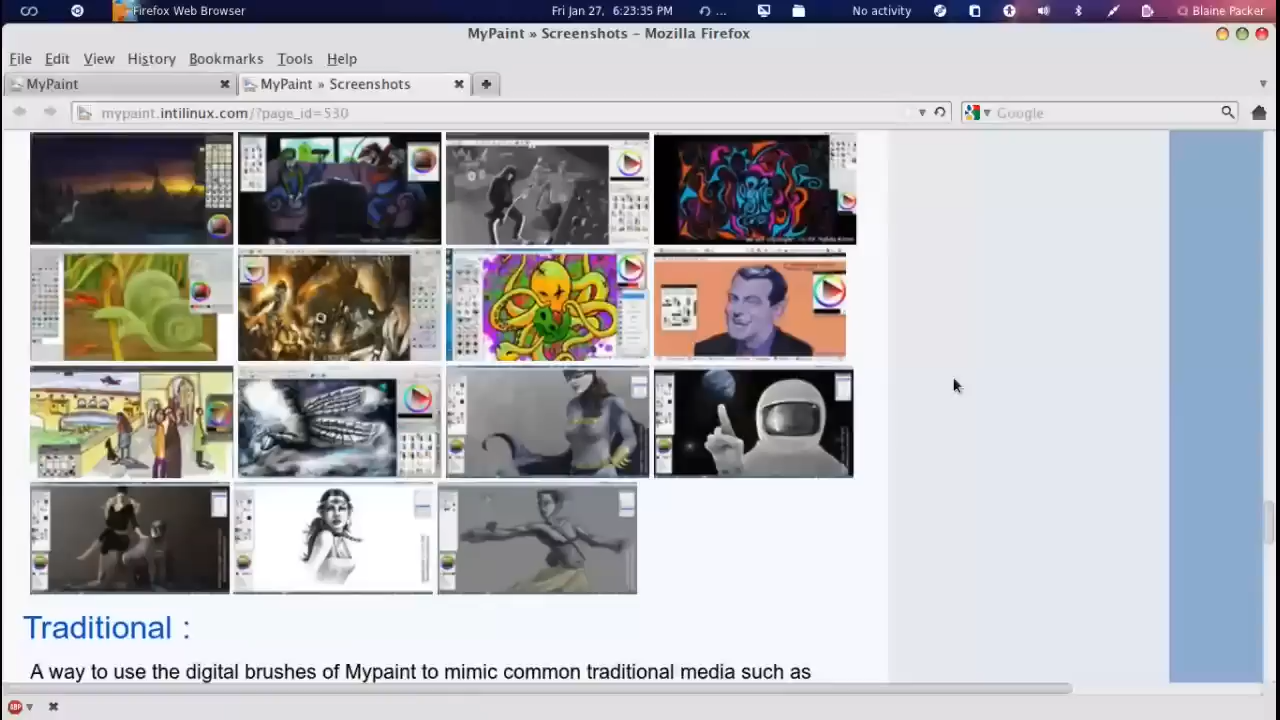 Firefox Web Browser
Fri Jan 27, 6:23:35 PM
...
No activity
Blaine Packer
MyPaint » Screenshots – Mozilla Firefox
File Edit View History Bookmarks Tools Help
MyPaint
MyPaint » Screenshots
mypaint.intilinux.com/?page_id=530
Google
Traditional :
A way to use the digital brushes of Mypaint to mimic common traditional media such as
ABP